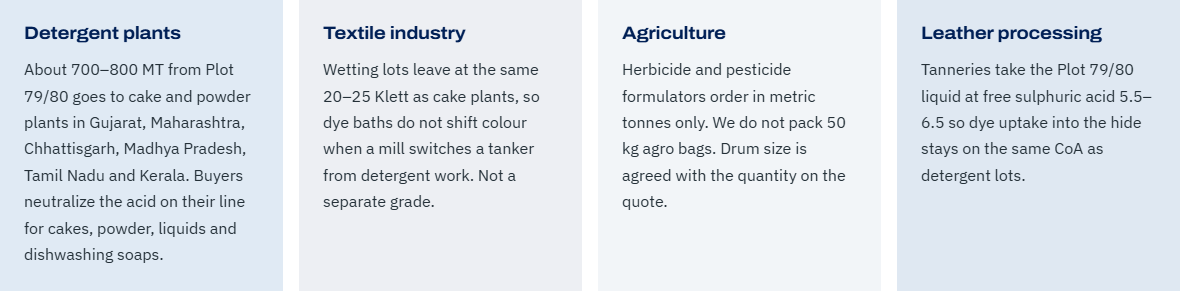 Detergent plants
About 700–800 MT from Plot
79/80 goes to cake and powder
plants in Gujarat, Maharashtra,
Chhattisgarh, Madhya Pradesh,
Tamil Nadu and Kerala. Buyers
neutralize the acid on their line
for cakes, powder, liquids and
dishwashing soaps.
Textile industry
Wetting lots leave at the same
20–25 Klett as cake plants, so
dye baths do not shift colour
when a mill switches a tanker
from detergent work. Not a
separate grade.
Agriculture
Herbicide and pesticide
formulators order in metric
tonnes only. We do not pack 50
kg agro bags. Drum size is
agreed with the quantity on the
quote.
Leather processing
Tanneries take the Plot 79/80
liquid at free sulphuric acid 5.5–
6.5 so dye uptake into the hide
stays on the same CoA as
detergent lots.